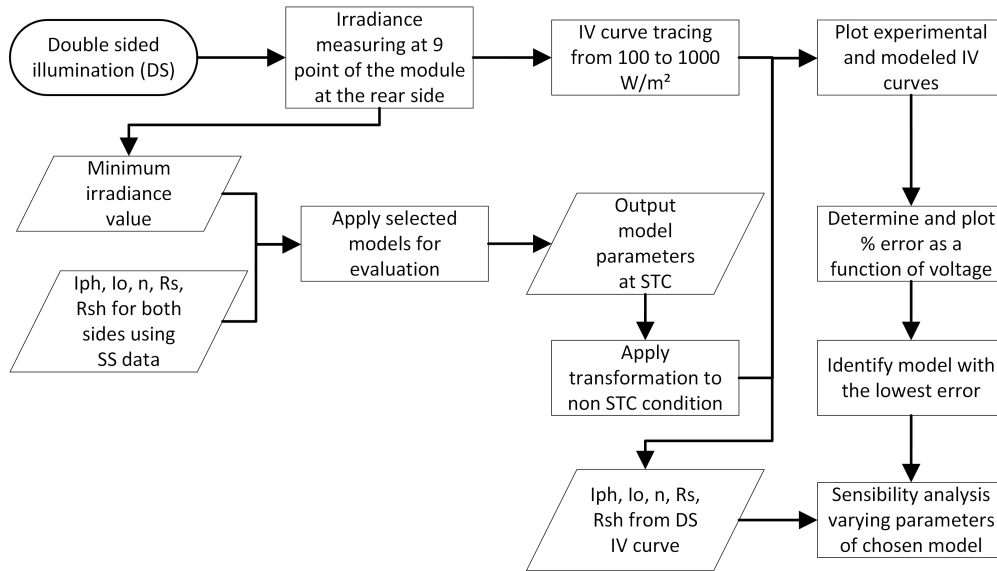 Double sided
illumination (DS)
Irradiance
measuring at 9
point of the module
at the rear side
IV curve tracing
from 100 to 1000
W/m²
Plot experimental
and modeled IV
curves
Minimum
irradiance
value
Iph, Io, n, Rs,
Rsh for both
sides using
SS data
Apply selected
models for
evaluation
Output
model
parameters
at STC
Determine and plot
% error as a
function of voltage
Apply
transformation to
non STC condition
Identify model with
the lowest error
Iph, Io, n, Rs,
Rsh from DS
IV curve
Sensibility analysis
varying parameters
of chosen model